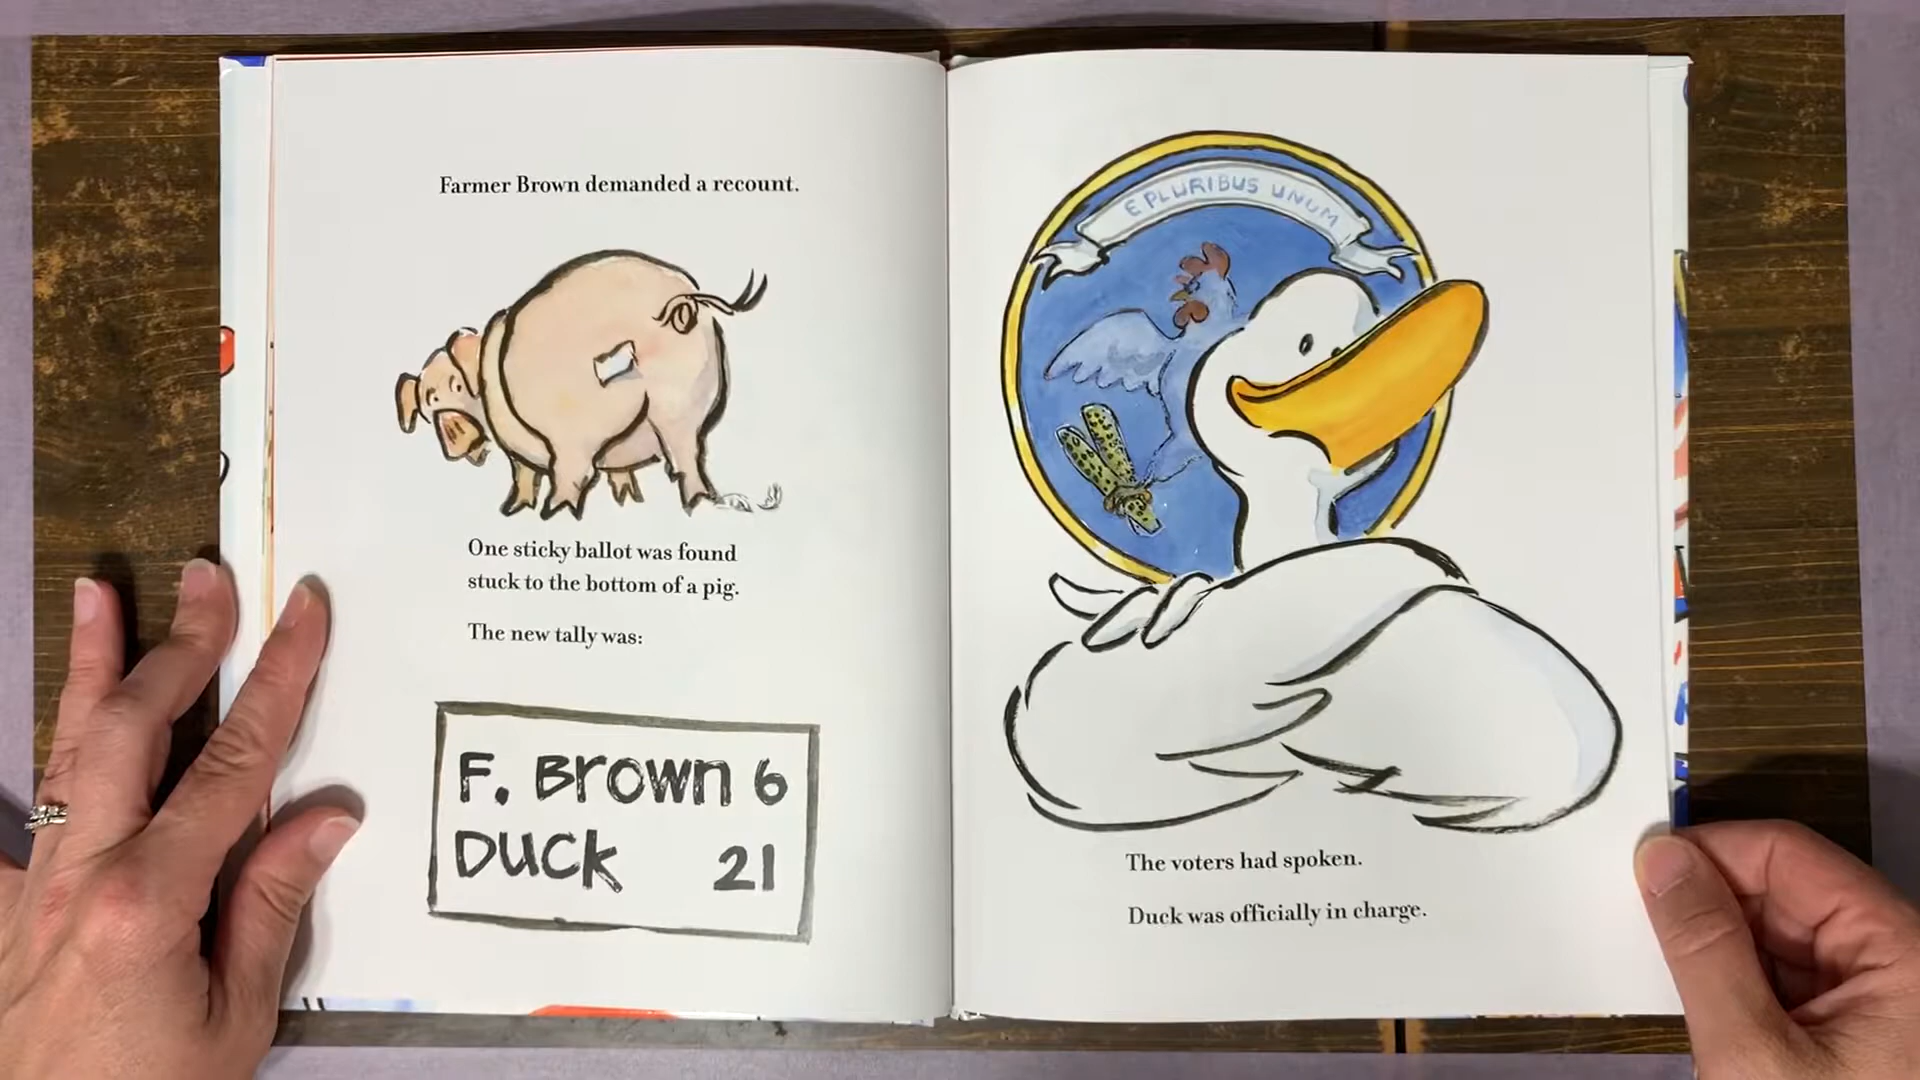 Farmer Brown demanded a recount.
One sticky ballot was found
stuck to the bottom of a pig.
The new tally was:
F. Brown 6
Duck 21
E PLURIBUS UNUM
The voters had spoken.
Duck was officially in charge.